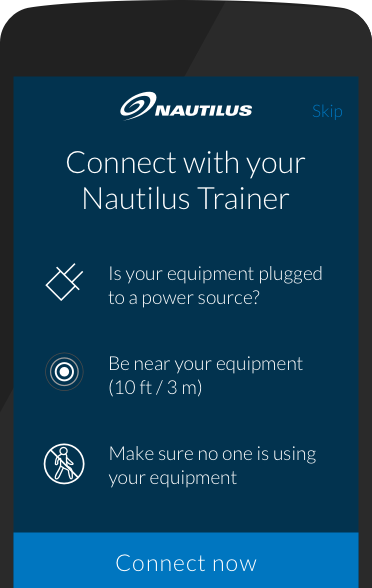 NAUTILUS
Skip
Connect with your
Nautilus Trainer
Is your equipment plugged
to a power source?
Be near your equipment
(10 ft / 3 m)
Make sure no one is using
your equipment
Connect now